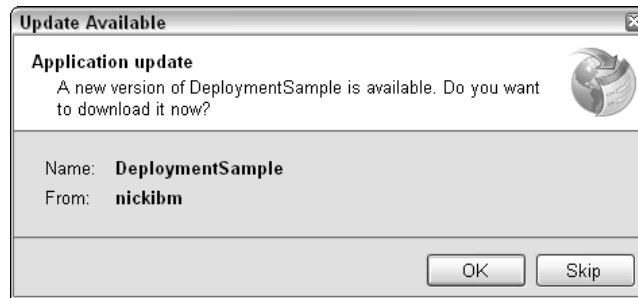 Update Available
Application update
A new version of DeploymentSample is available. Do you want
to download it now?
Name: DeploymentSample
From: nickibm
OK Skip